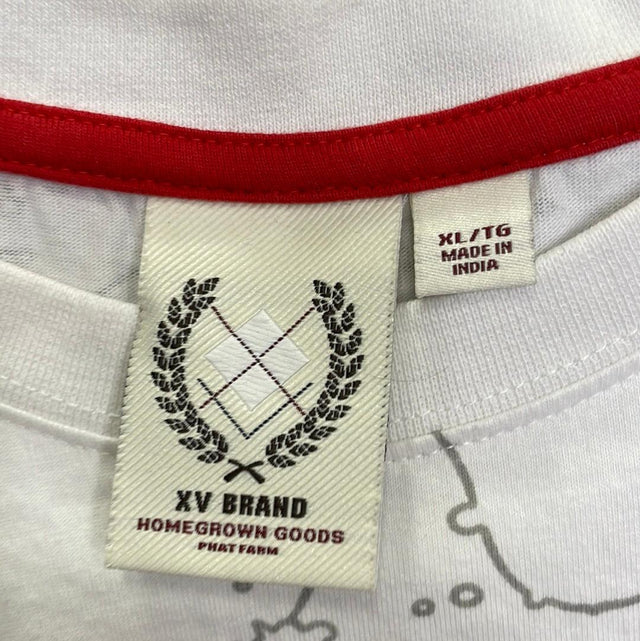 XL/TG
MADE IN
INDIA
XV BRAND
HOMEGROWN GOODS
PHAT FARM